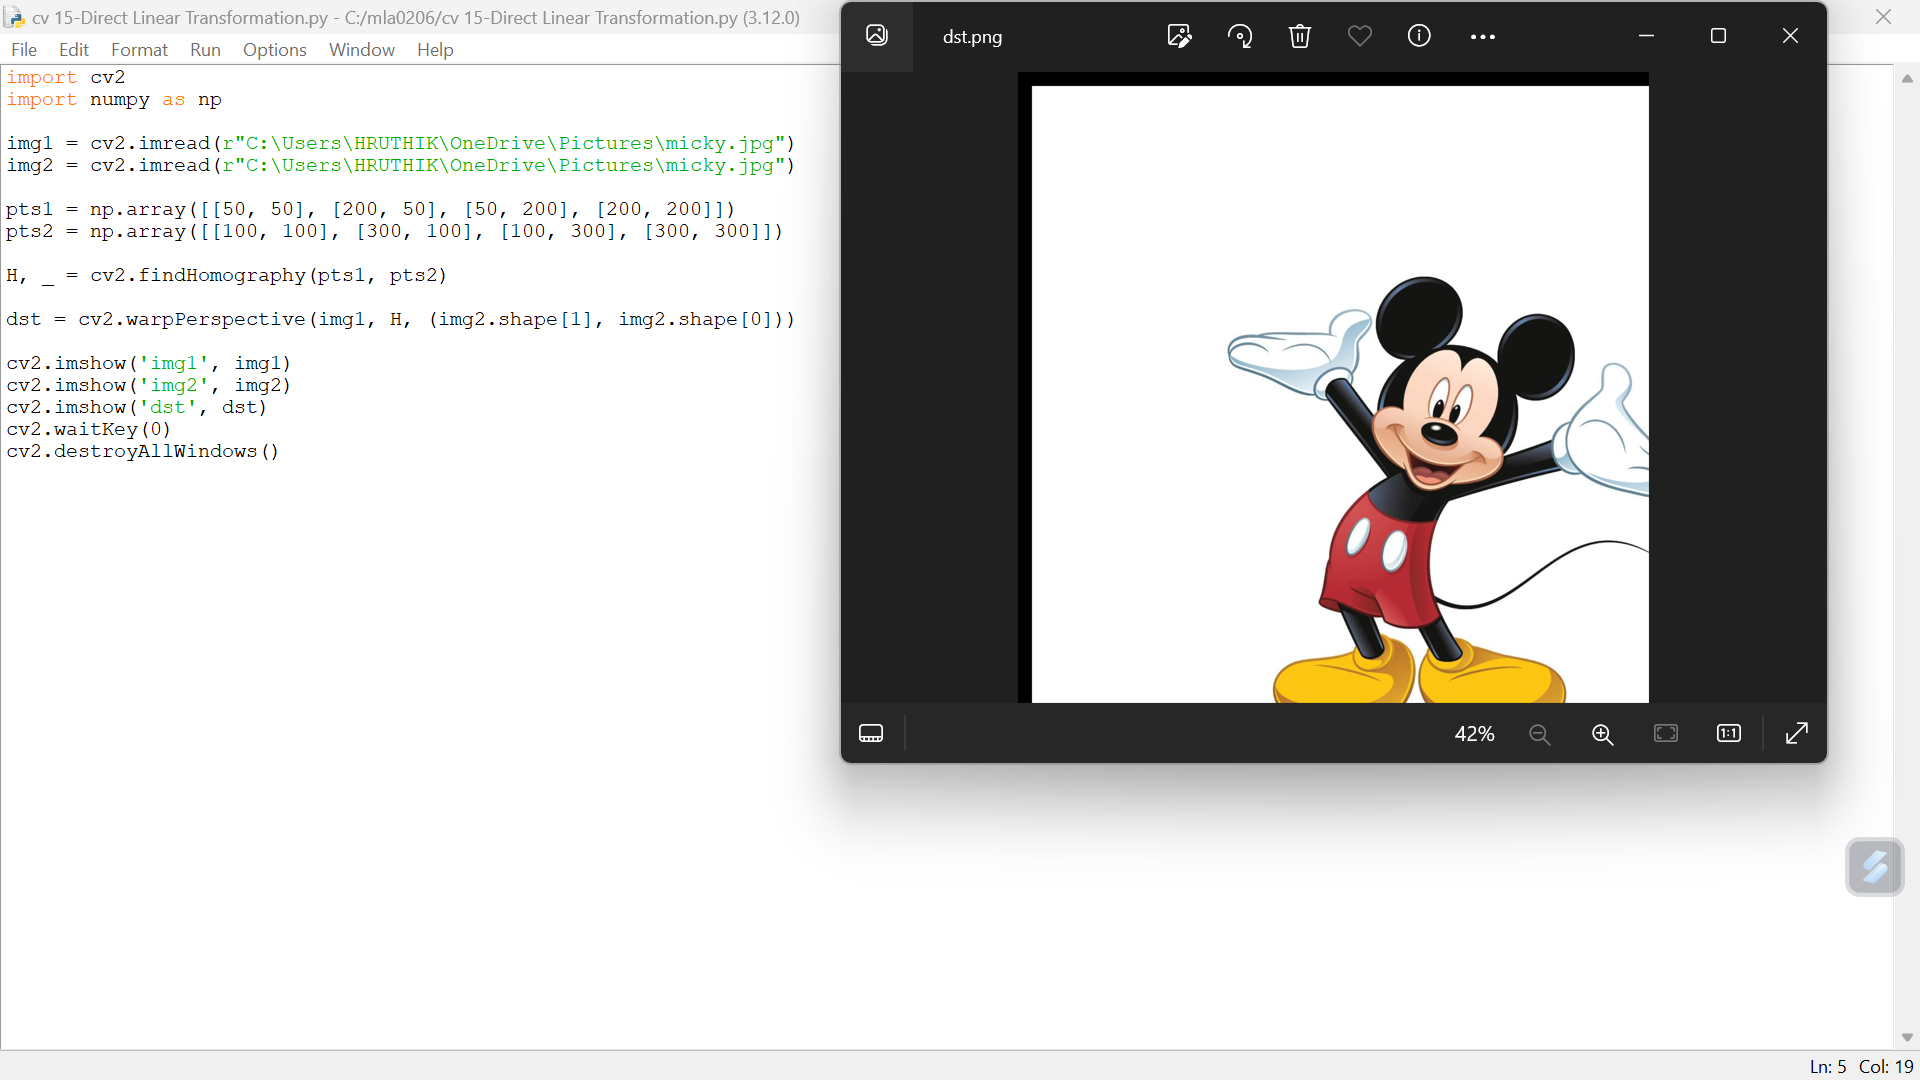 cv 15-Direct Linear Transformation.py - C:/mla0206/cv 15-Direct Linear Transformation.py (3.12.0)
File Edit Format Run Options Window Help
import cv2
import numpy as np
img1 = cv2.imread(r"C:\Users\HRUTHIK\OneDrive\Pictures\micky.jpg")
img2 = cv2.imread(r"C:\Users\HRUTHIK\OneDrive\Pictures\micky.jpg")
pts1 = np.array([[50, 50], [200, 50], [50, 200], [200, 200]])
pts2 = np.array([[100, 100], [300, 100], [100, 300], [300, 300]])
H, _ = cv2.findHomography(pts1, pts2)
dst = cv2.warpPerspective(img1, H, (img2.shape[1], img2.shape[0]))
cv2.imshow('img1', img1)
cv2.imshow('img2', img2)
cv2.imshow('dst', dst)
cv2.waitKey(0)
cv2.destroyAllWindows()
dst.png
42%
1:1
Ln: 5 Col: 19